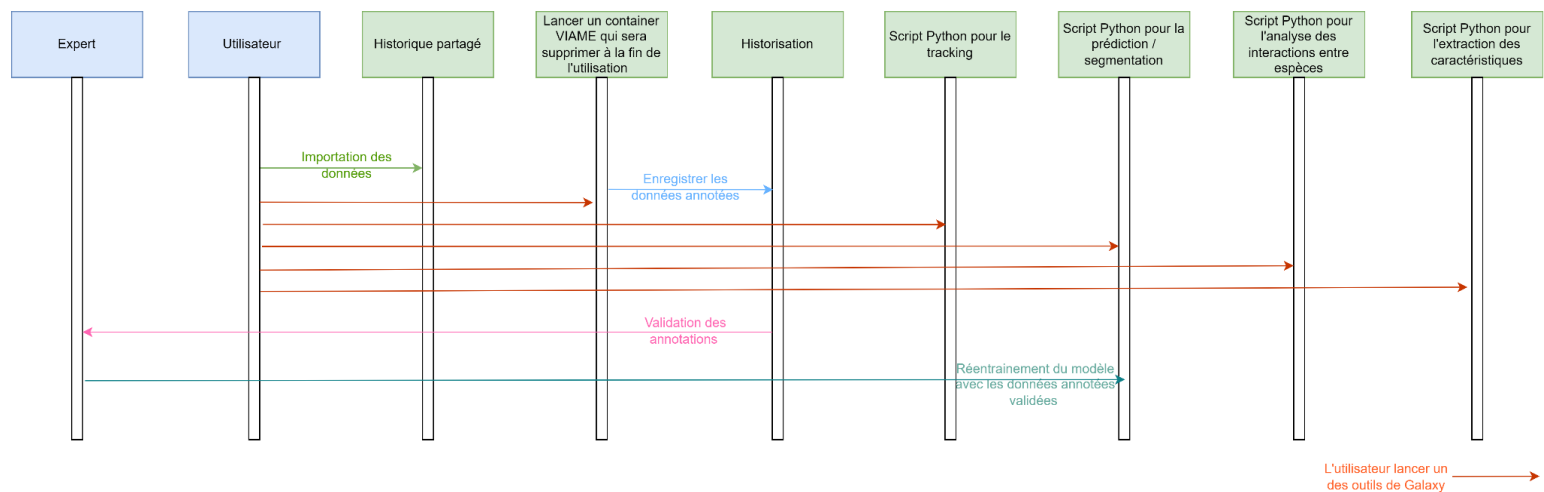 Expert
Utilisateur
Historique partagé
Lancer un container
VIAME qui sera
supprimer à la fin de
l'utilisation
Historisation
Script Python pour le
tracking
Script Python pour la
prédiction /
segmentation
Script Python pour
l'analyse des
interactions entre
espèces
Script Python pour
l'extraction des
caractéristiques
Importation des
données
Enregistrer les
données annotées
Validation des
annotations
Réentrainement du modèle
avec les données annotées
validées
L'utilisateur lancer un
des outils de Galaxy